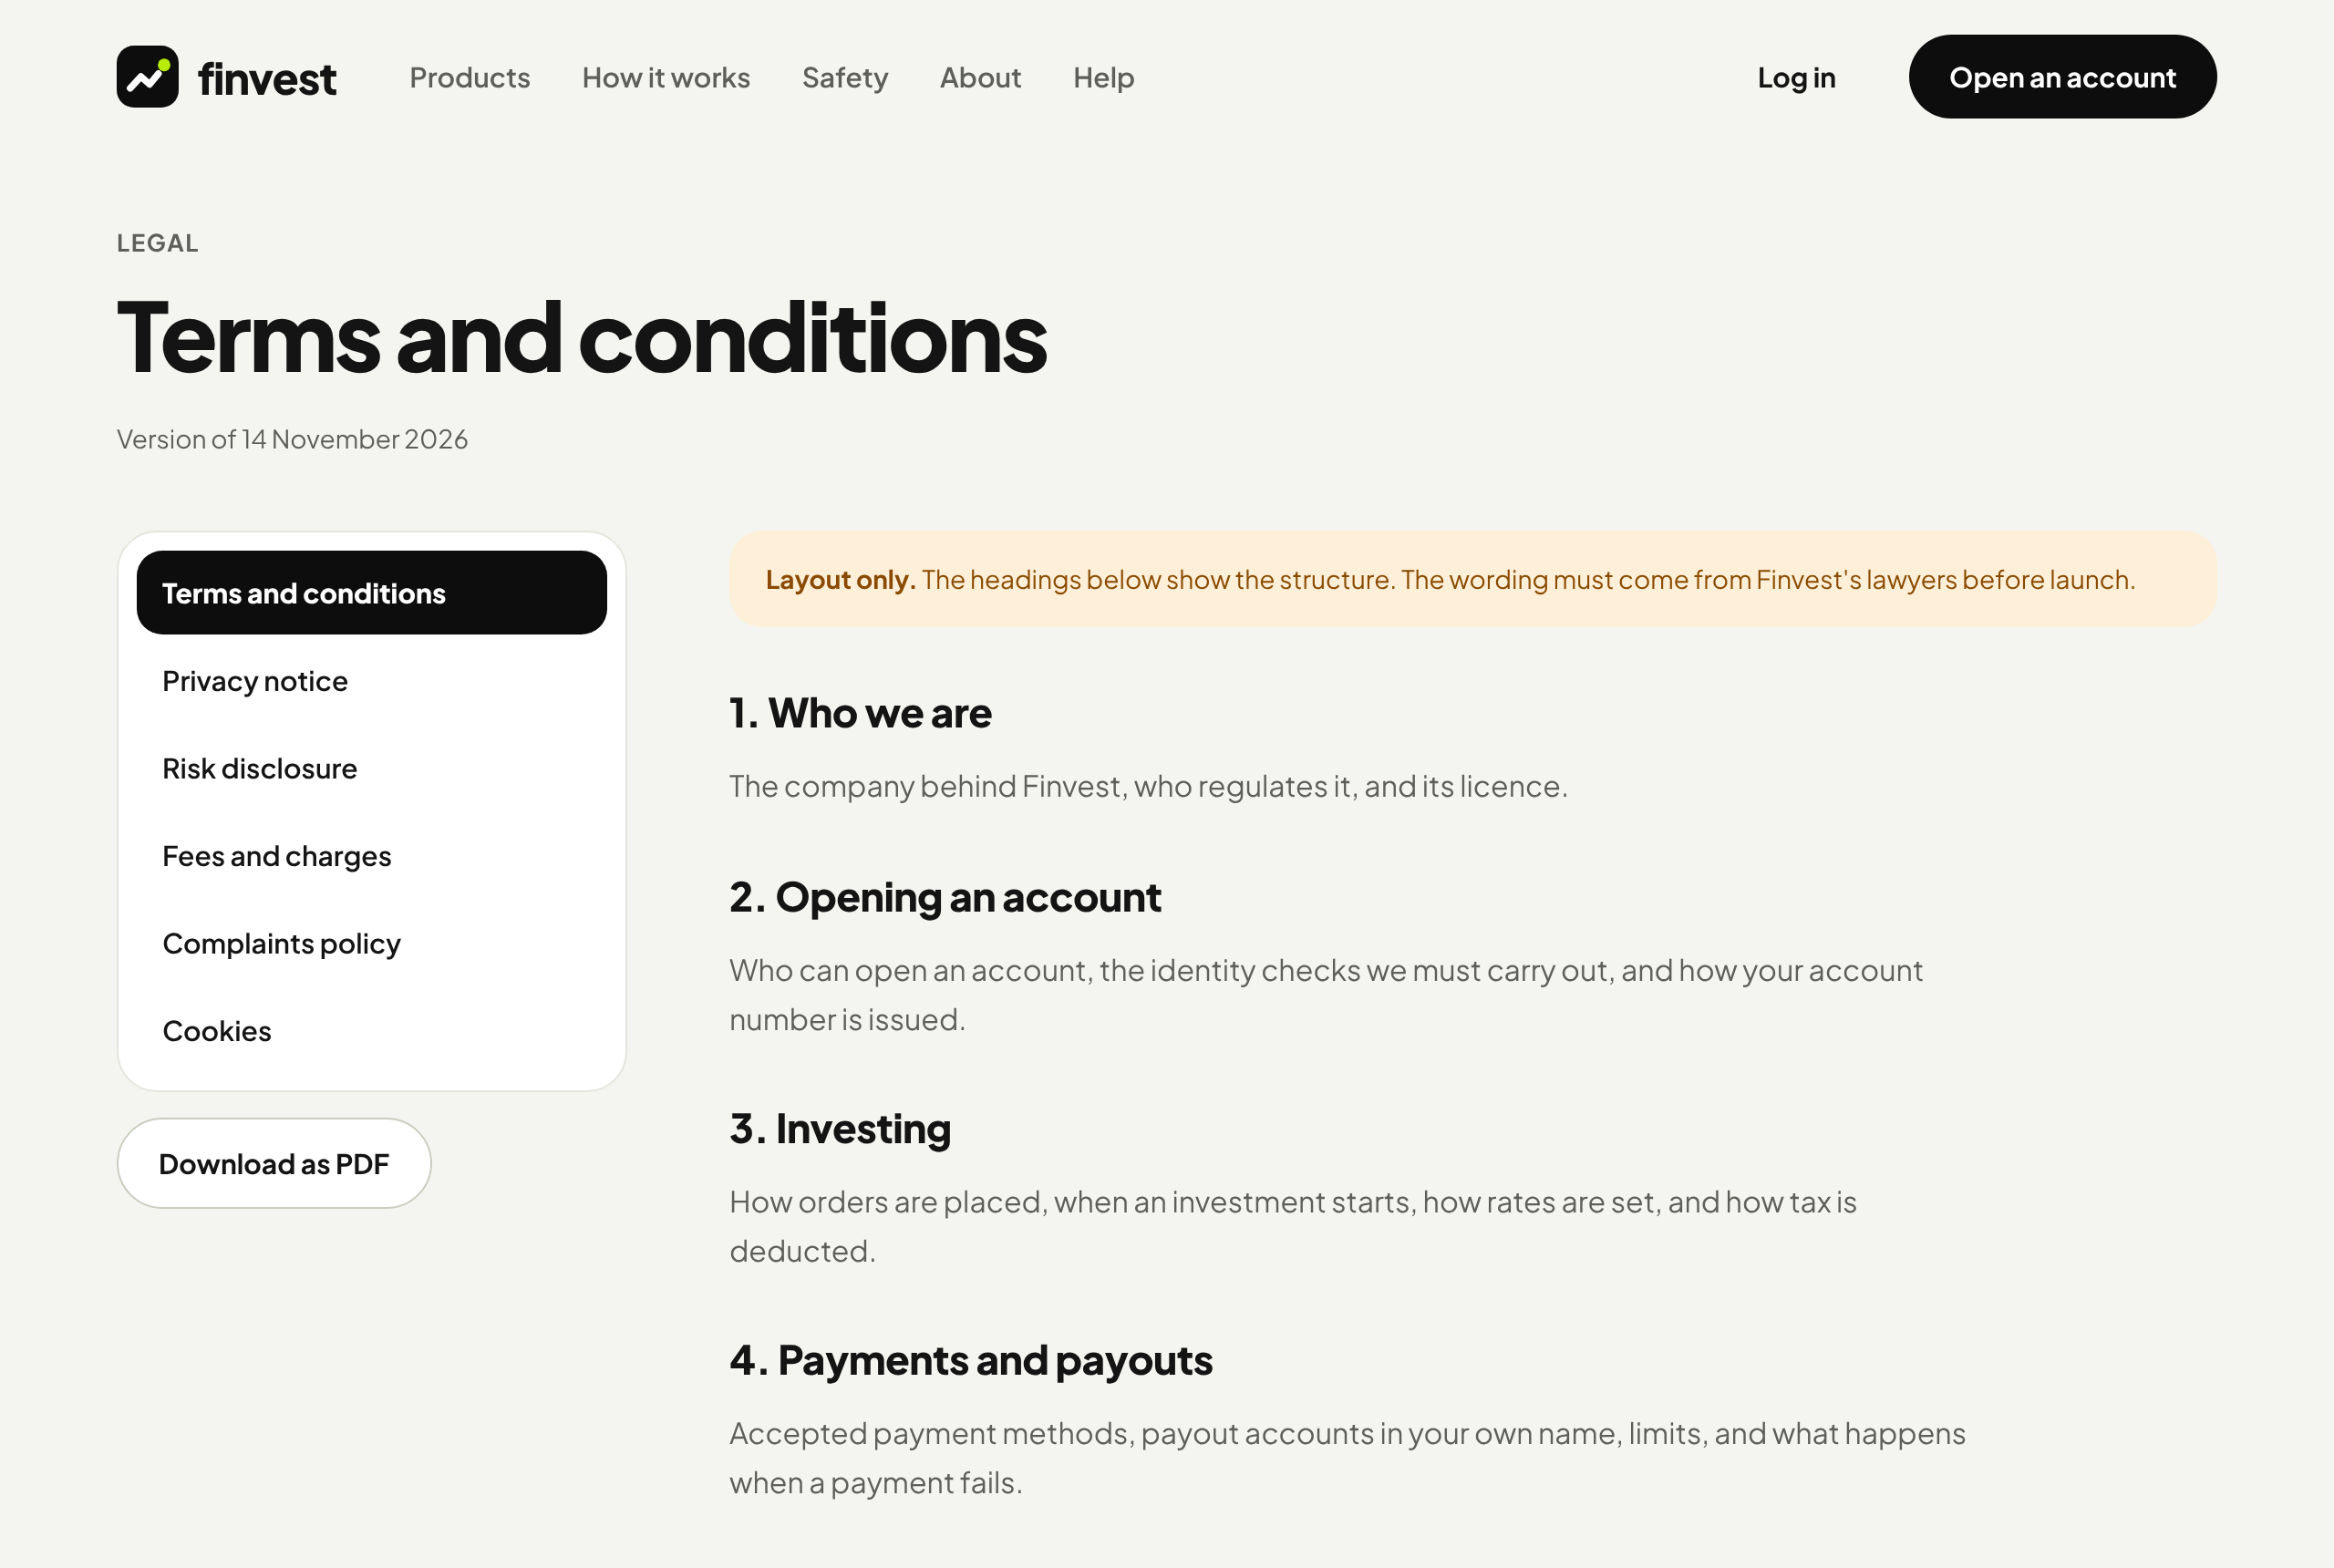 finvest
Products
How it works
Safety
About
Help
Log in
Open an account
LEGAL
Terms and conditions
Version of 14 November 2026
Terms and conditions
Privacy notice
Risk disclosure
Fees and charges
Complaints policy
Cookies
Download as PDF
Layout only. The headings below show the structure. The wording must come from Finvest's lawyers before launch.
1. Who we are
The company behind Finvest, who regulates it, and its licence.
2. Opening an account
Who can open an account, the identity checks we must carry out, and how your account
number is issued.
3. Investing
How orders are placed, when an investment starts, how rates are set, and how tax is
deducted.
4. Payments and payouts
Accepted payment methods, payout accounts in your own name, limits, and what happens
when a payment fails.